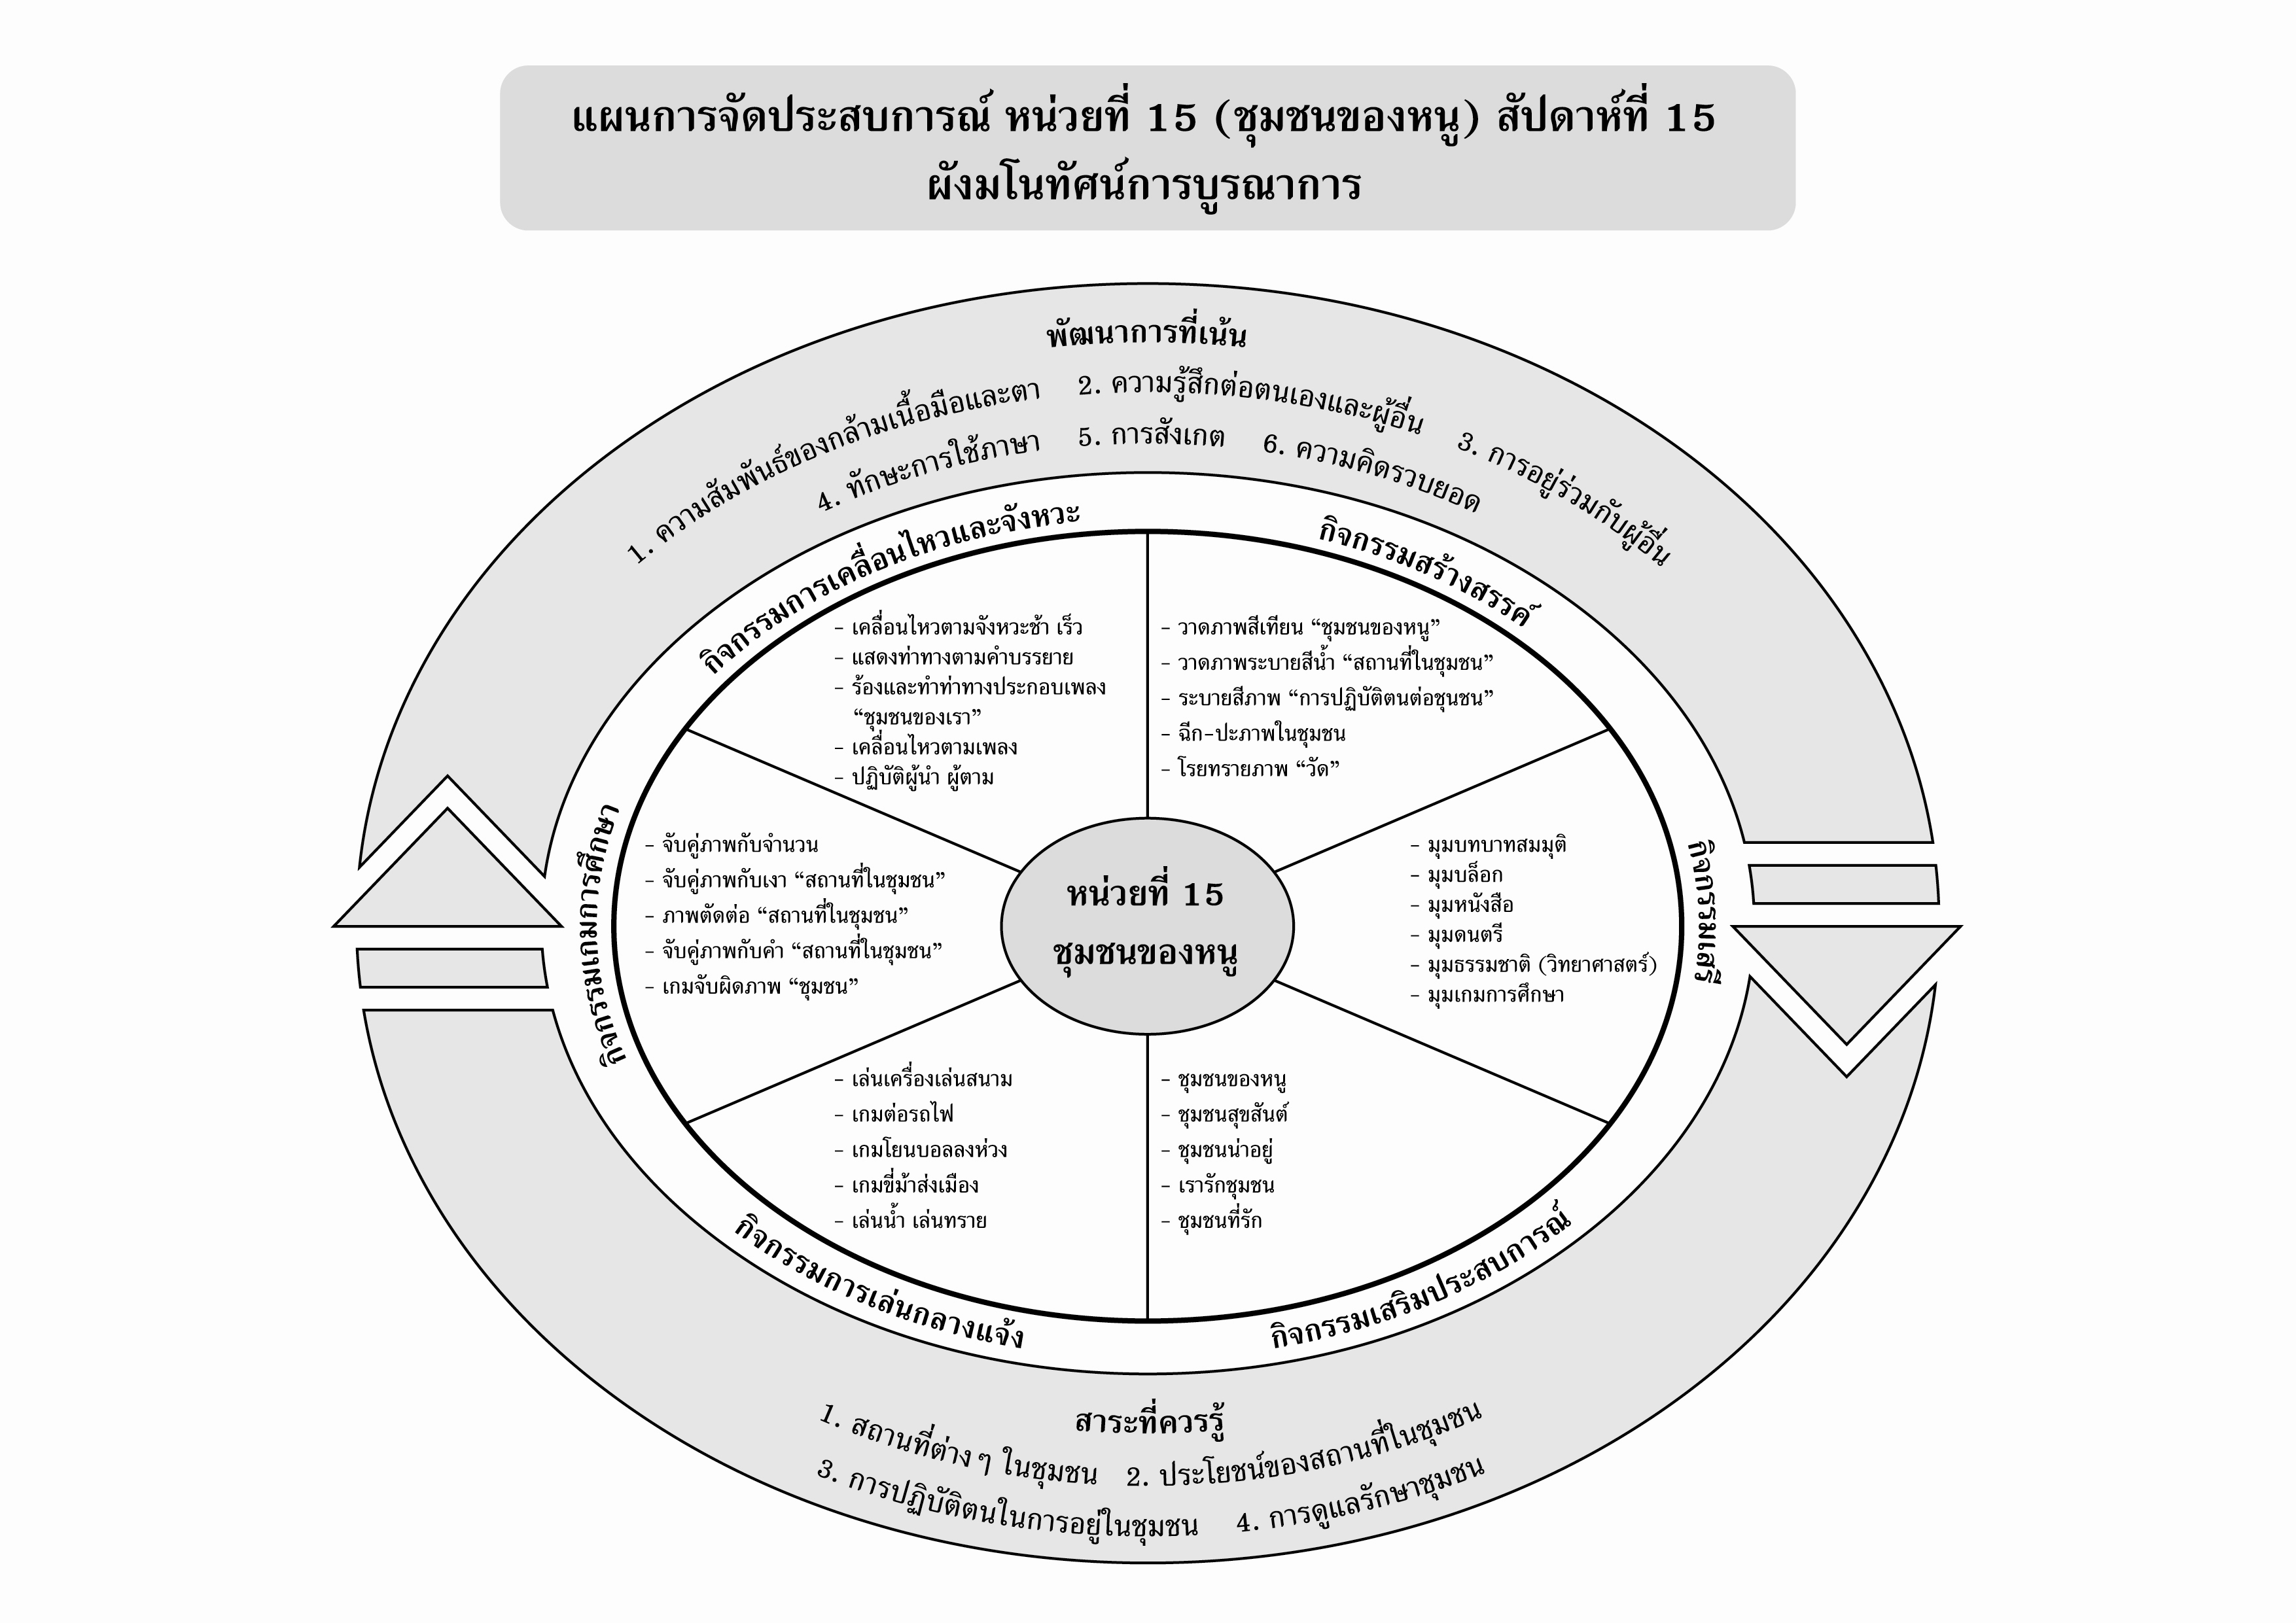 แผนการจัดประสบการณ์ หน่วยที่ 15 (ชุมชนของหนู) สัปดาห์ที่ 15
ผังมโนทัศน์การบูรณาการ
พัฒนาการที่เน้น
1. ความสัมพันธ์ของกล้ามเนื้อมือและตา 2. ความรู้สึกต่อตนเองและผู้อื่น 3. การอยู่ร่วมกับผู้อื่น
4. ทักษะการใช้ภาษา 5. การสังเกต 6. ความคิดรวบยอด
กิจกรรมการเคลื่อนไหวและจังหวะ
- เคลื่อนไหวตามจังหวะช้า เร็ว
- แสดงท่าทางตามคำบรรยาย
- ร้องและทำท่าทางประกอบเพลง
“ชุมชนของเรา”
- เคลื่อนไหวตามเพลง
- ปฏิบัติผู้นำ ผู้ตาม
กิจกรรมสร้างสรรค์
- วาดภาพสีเทียน “ชุมชนของหนู”
- วาดภาพระบายสีน้ำ “สถานที่ในชุมชน”
- ระบายสีภาพ “การปฏิบัติตนต่อชุนชน”
- ฉีก-ปะภาพในชุมชน
- โรยทรายภาพ “วัด”
กิจกรรมเกมการศึกษา
- จับคู่ภาพกับจำนวน
- จับคู่ภาพกับเงา “สถานที่ในชุมชน”
- ภาพตัดต่อ “สถานที่ในชุมชน”
- จับคู่ภาพกับคำ “สถานที่ในชุมชน”
- เกมจับผิดภาพ “ชุมชน”
หน่วยที่ 15
ชุมชนของหนู
กิจกรรมเสรี
- มุมบทบาทสมมุติ
- มุมบล็อก
- มุมหนังสือ
- มุมดนตรี
- มุมธรรมชาติ (วิทยาศาสตร์)
- มุมเกมการศึกษา
- เล่นเครื่องเล่นสนาม
- เกมต่อรถไฟ
- เกมโยนบอลลงห่วง
- เกมขี่ม้าส่งเมือง
- เล่นน้ำ เล่นทราย
กิจกรรมการเล่นกลางแจ้ง
- ชุมชนของหนู
- ชุมชนสุขสันต์
- ชุมชนน่าอยู่
- เรารักชุมชน
- ชุมชนที่รัก
กิจกรรมเสริมประสบการณ์
สาระที่ควรรู้
1. สถานที่ต่าง ๆ ในชุมชน 2. ประโยชน์ของสถานที่ในชุมชน
3. การปฏิบัติตนในการอยู่ในชุมชน 4. การดูแลรักษาชุมชน